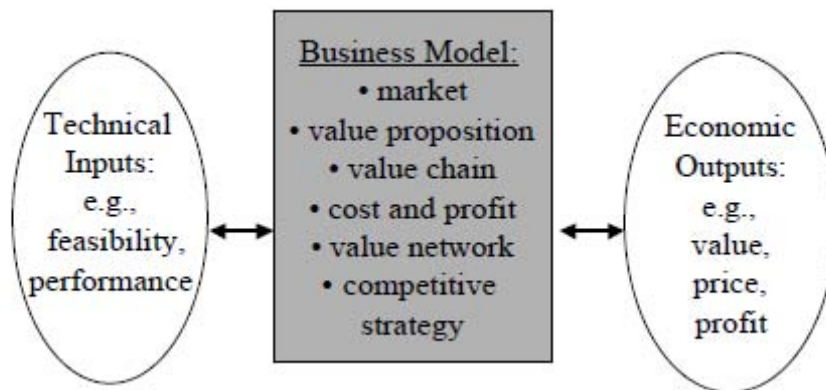 Technical
Inputs:
e.g.,
feasibility,
performance
Business Model:
• market
• value proposition
• value chain
• cost and profit
• value network
• competitive
strategy
Economic
Outputs:
e.g.,
value,
price,
profit